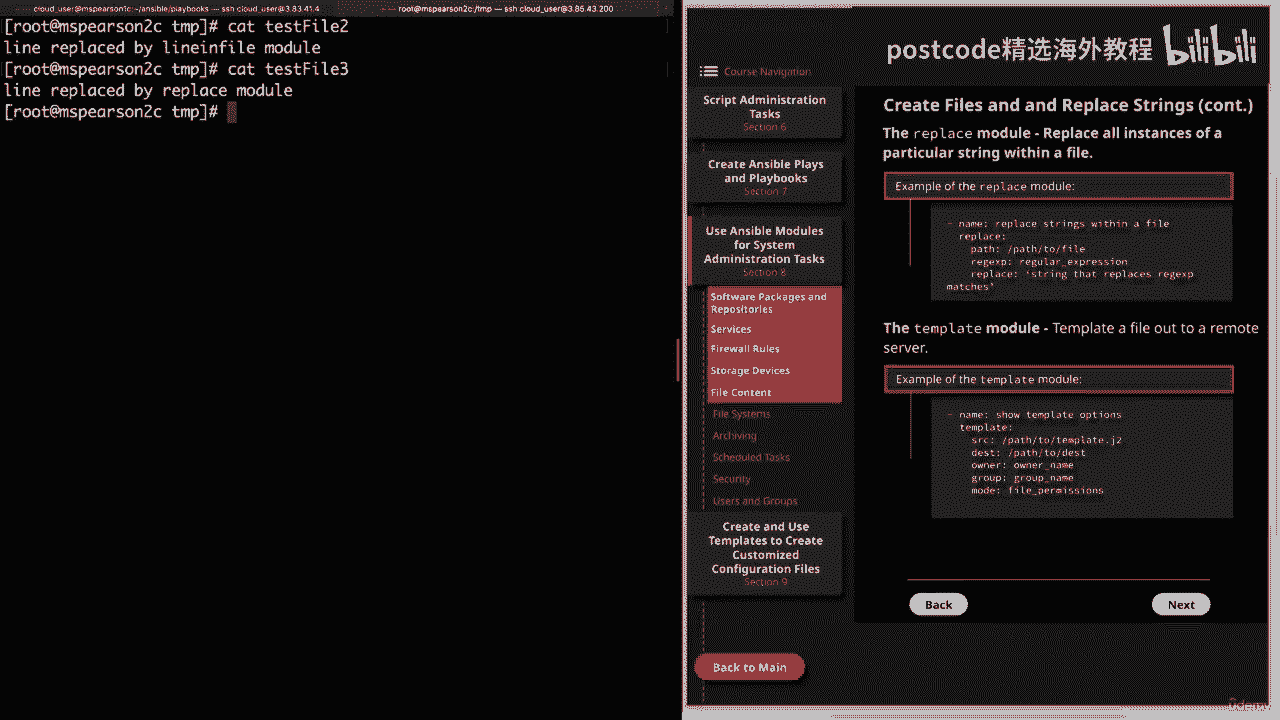 cloud_user@mspearson1c:~/ansible/playbooks — ssh cloud_user@3.83.41.4
root@mspearson2c:/tmp — ssh cloud_user@3.86.43.200
[root@mspearson2c tmp]# cat testFile2
line replaced by lineinfile module
[root@mspearson2c tmp]# cat testFile3
line replaced by replace module
[root@mspearson2c tmp]#
postcode精选海外教程 bilibili
Course Navigation
Script Administration
Tasks
Section 6
Create Ansible Plays
and Playbooks
Section 7
Use Ansible Modules
for System
Administration Tasks
Section 8
Software Packages and
Repositories
Services
Firewall Rules
Storage Devices
File Content
File Systems
Archiving
Scheduled Tasks
Security
Users and Groups
Create and Use
Templates to Create
Customized
Configuration Files
Section 9
Back to Main
Create Files and and Replace Strings (cont.)
The replace module - Replace all instances of a
particular string within a file.
Example of the replace module:
- name: replace strings within a file
replace:
path: /path/to/file
regexp: regular_expression
replace: 'string that replaces regexp
matches'
The template module - Template a file out to a remote
server.
Example of the template module:
- name: show template options
template:
src: /path/to/template.j2
dest: /path/to/dest
owner: owner_name
group: group_name
mode: file_permissions
Back
Next
Udemy